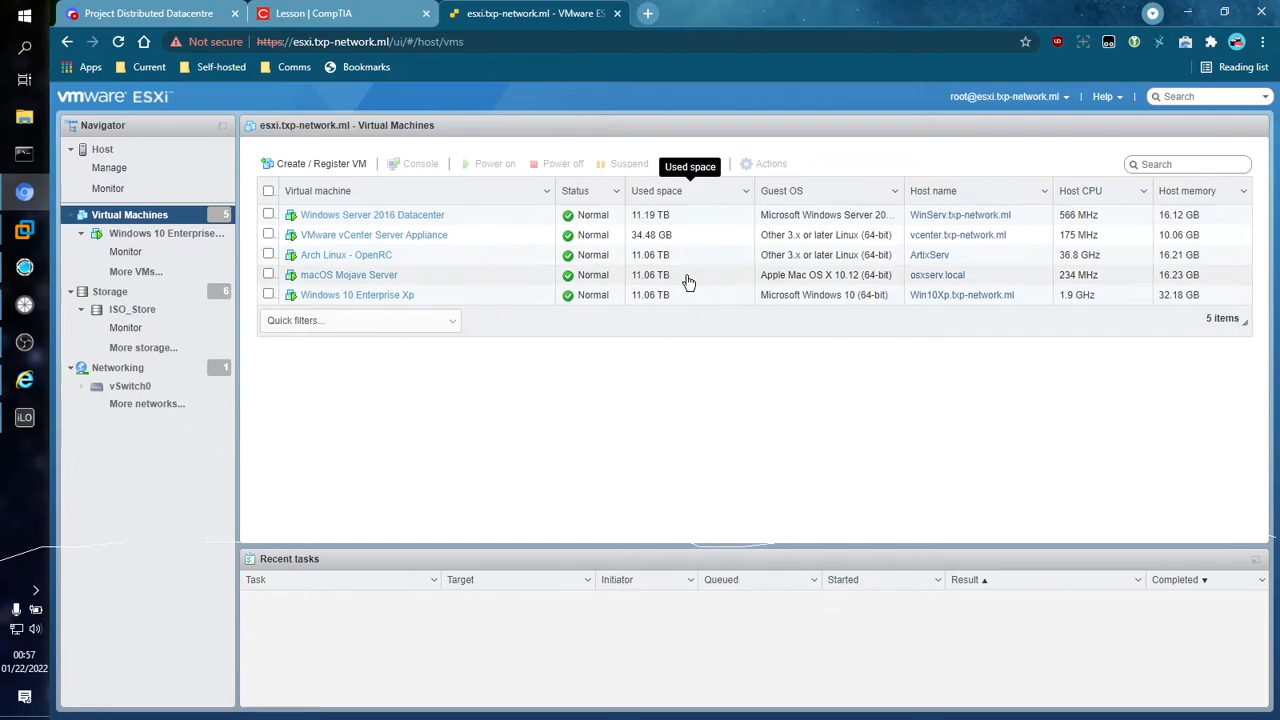 Project Distributed Datacentre
Lesson | CompTIA
esxi.txp-network.ml - VMware ES
Not secure
https://esxi.txp-network.ml/ui/#/host/vms
Apps
Current
Self-hosted
Comms
Bookmarks
Reading list
vmware ESXi
root@esxi.txp-network.ml
Help
Search
Navigator
Host
Manage
Monitor
Virtual Machines
5
Windows 10 Enterprise...
Monitor
More VMs...
Storage
6
ISO_Store
Monitor
More storage...
Networking
1
vSwitch0
More networks...
esxi.txp-network.ml - Virtual Machines
Create / Register VM
Console
Power on
Power off
Suspend
Used space
Actions
Search
Virtual machine Status Used space Guest OS Host name Host CPU Host memory
Windows Server 2016 Datacenter Normal 11.19 TB Microsoft Windows Server 20... WinServ.txp-network.ml 566 MHz 16.12 GB
VMware vCenter Server Appliance Normal 34.48 GB Other 3.x or later Linux (64-bit) vcenter.txp-network.ml 175 MHz 10.06 GB
Arch Linux - OpenRC Normal 11.06 TB Other 3.x or later Linux (64-bit) ArtixServ 36.8 GHz 16.21 GB
macOS Mojave Server Normal 11.06 TB Apple Mac OS X 10.12 (64-bit) osxserv.local 234 MHz 16.23 GB
Windows 10 Enterprise Xp Normal 11.06 TB Microsoft Windows 10 (64-bit) Win10Xp.txp-network.ml 1.9 GHz 32.18 GB
Quick filters...
5 items
Recent tasks
Task Target Initiator Queued Started Result Completed
iLO
00:57
01/22/2022